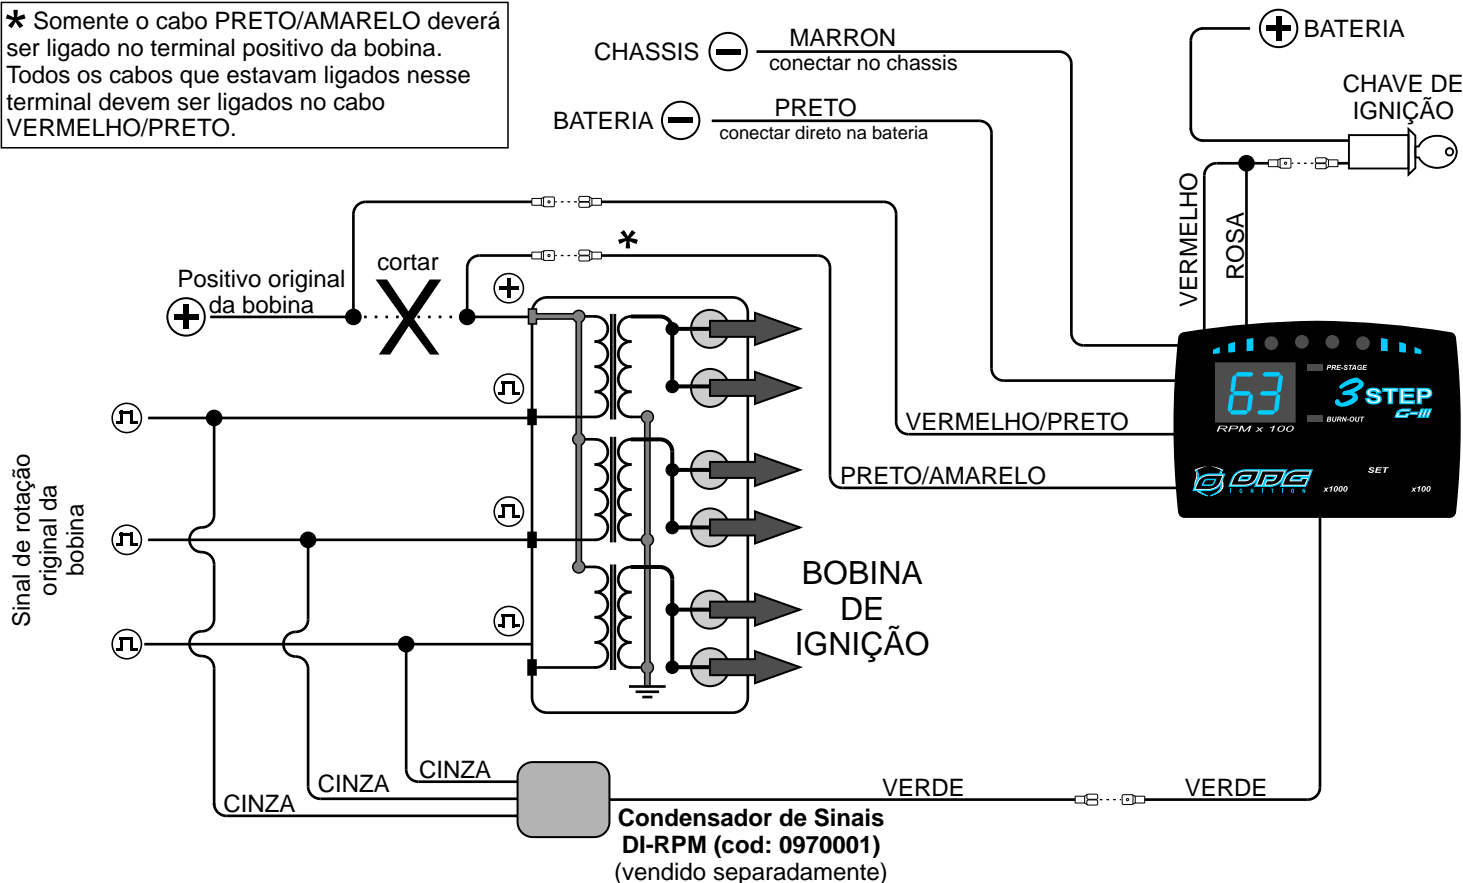 * Somente o cabo PRETO/AMARELO deverá
ser ligado no terminal positivo da bobina.
Todos os cabos que estavam ligados nesse
terminal devem ser ligados no cabo
VERMELHO/PRETO.
CHASSIS
MARRON
conectar no chassis
BATERIA
PRETO
conectar direto na bateria
BATERIA
CHAVE DE
IGNIÇÃO
VERMELHO
ROSA
*
cortar
Positivo original
da bobina
VERMELHO/PRETO
PRETO/AMARELO
PRE-STAGE
63
3 STEP
G-III
BURN-OUT
RPM x 100
ODG
IGNITION
SET
x1000
x100
Sinal de rotação
original da
bobina
BOBINA
DE
IGNIÇÃO
CINZA
CINZA
CINZA
VERDE
VERDE
Condensador de Sinais
DI-RPM (cod: 0970001)
(vendido separadamente)